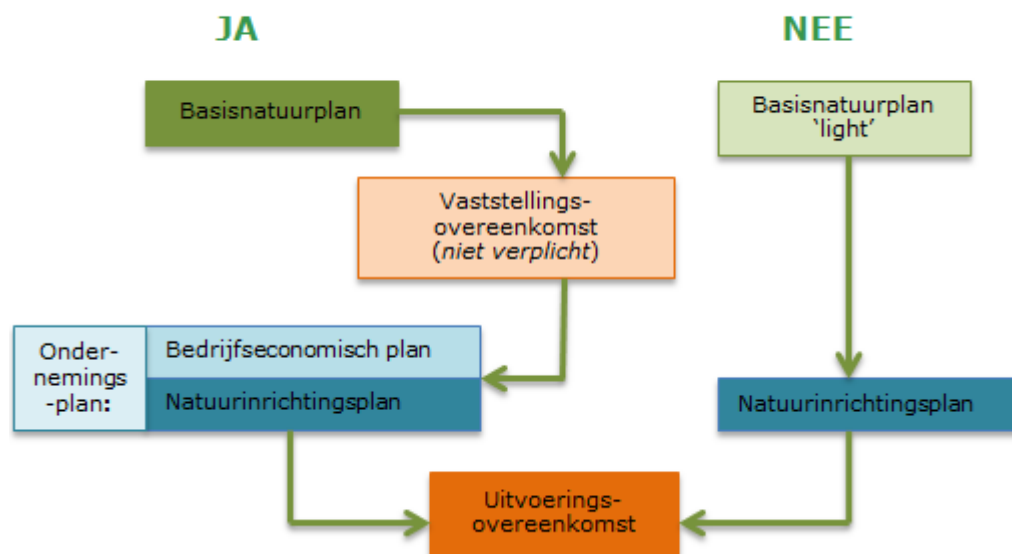 JA
NEE
Basisnatuurplan
Basisnatuurplan
‘light’
Vaststellings-
overeenkomst
(niet verplicht)
Onder-
nemings
-plan:
Bedrijfseconomisch plan
Natuurinrichtingsplan
Natuurinrichtingsplan
Uitvoerings-
overeenkomst